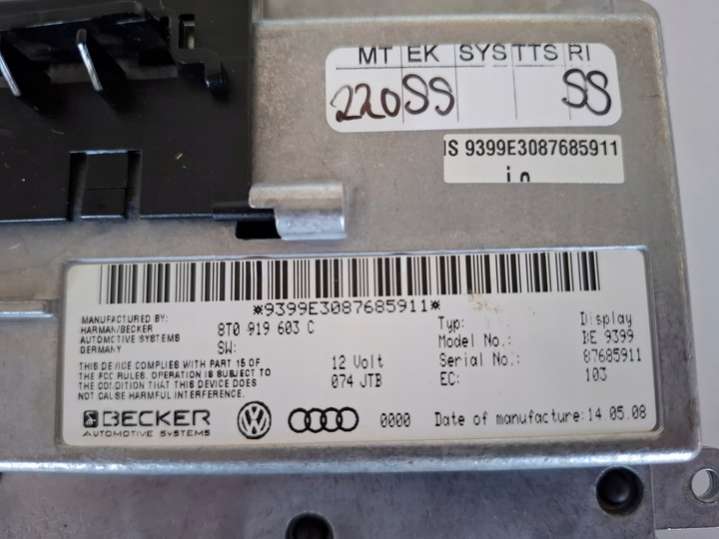 MT EK SYS TTS RI
220 SS SS
IS 9399E3087685911
*9399E3087685911*
MANUFACTURED BY:
HARMAN/BECKER
AUTOMOTIVE SYSTEMS
GERMANY
8T0 919 603 C
SW:
THIS DEVICE COMPLIES WITH PART 15 OF
THE FCC RULES. OPERATION IS SUBJECT TO
THE CONDITION THAT THIS DEVICE DOES
NOT CAUSE HARMFUL INTERFERENCE.
12 Volt
074 JTB
Typ: Display
Model No.: BE 9399
Serial No.: 87685911
EC: 103
BECKER
AUTOMOTIVE SYSTEMS
0000
Date of manufacture: 14 05.08